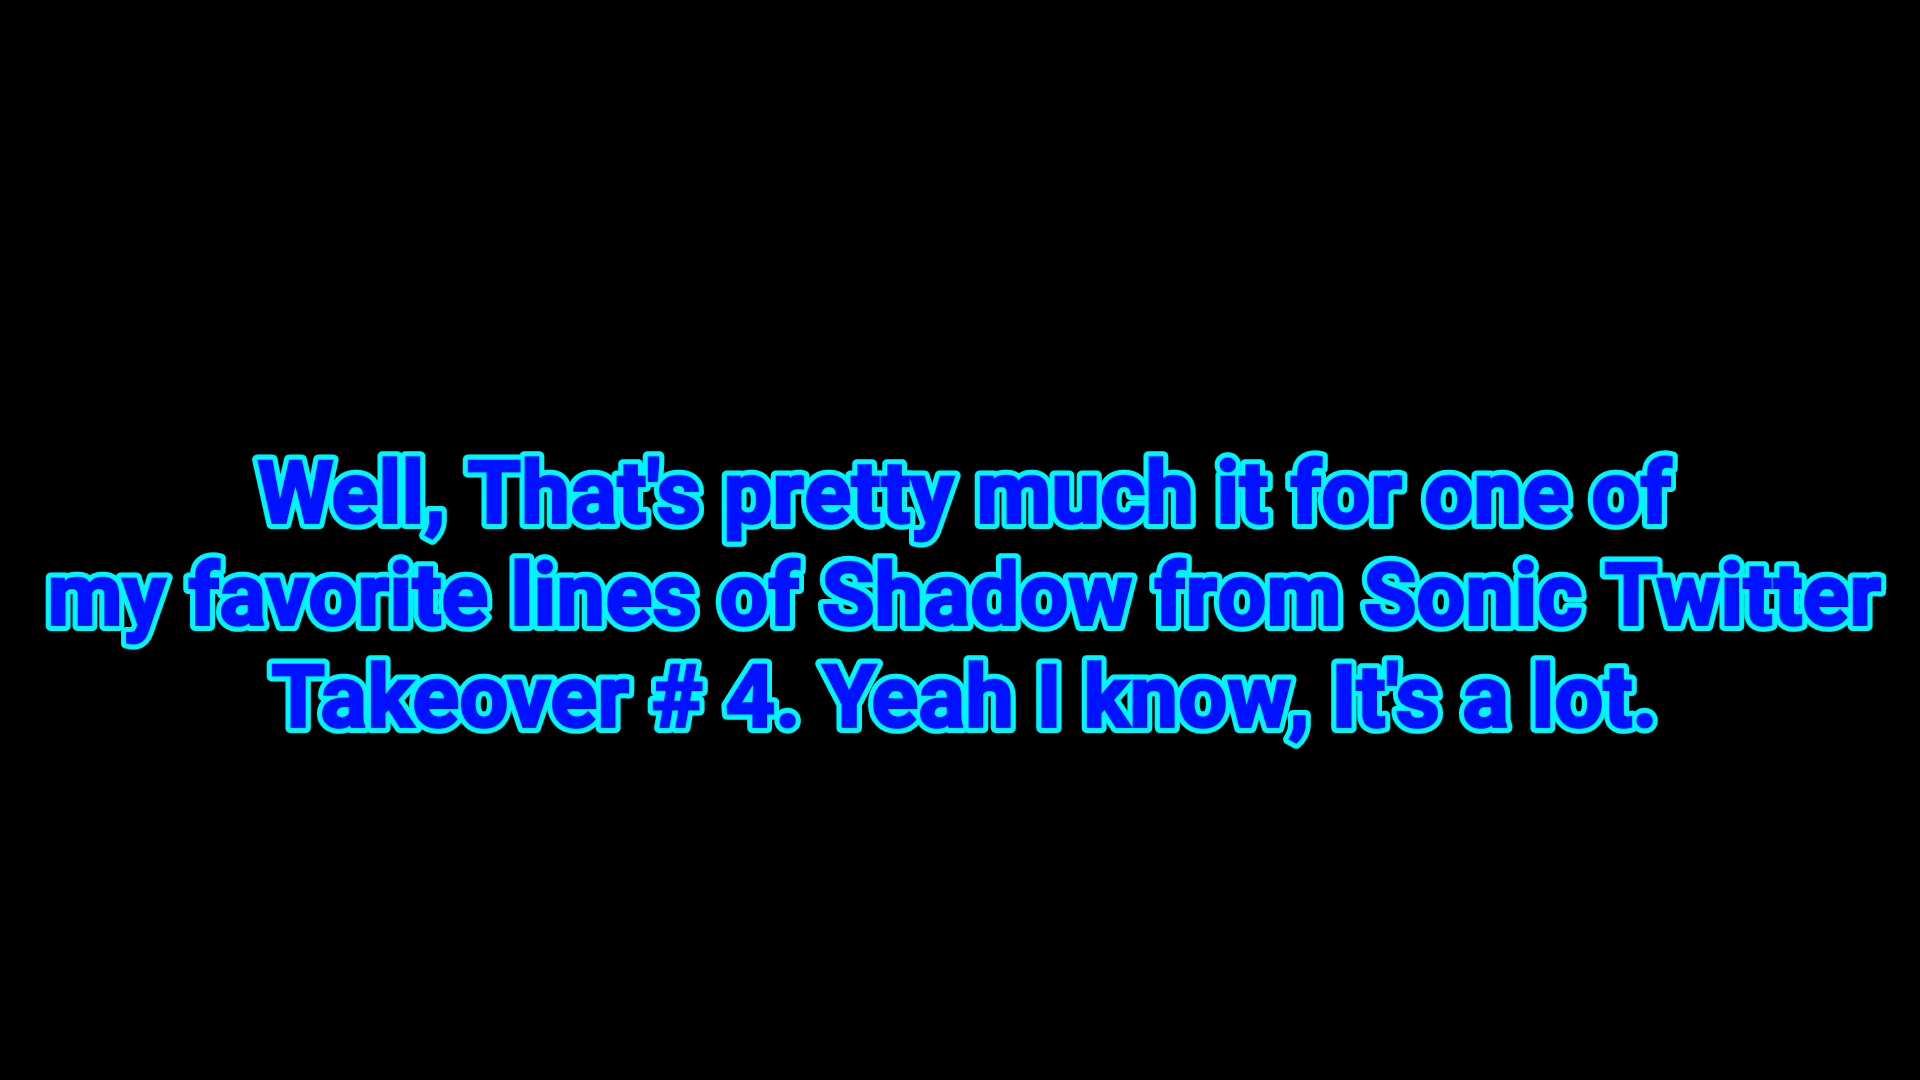 Well, That's pretty much it for one of
my favorite lines of Shadow from Sonic Twitter
Takeover # 4. Yeah I know, It's a lot.